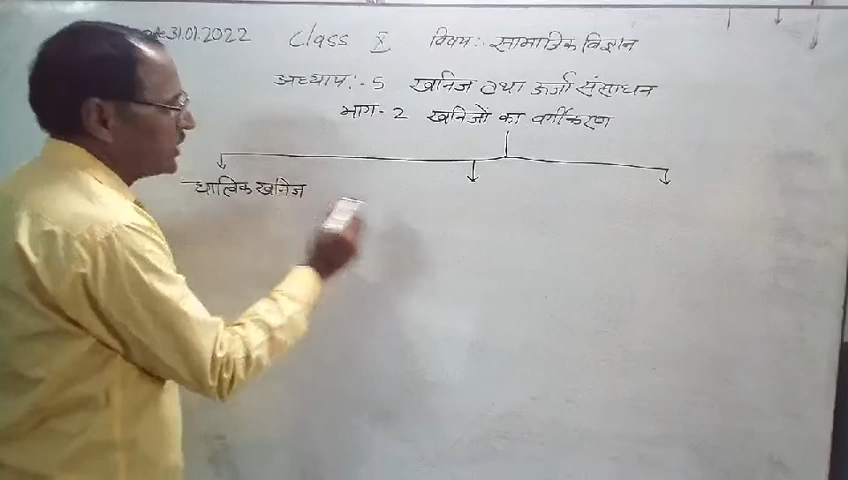 31.01.2022 Class X विषय:- सामाजिक विज्ञान
अध्याय:- 5 खनिज तथा ऊर्जा संसाधन
भाग- 2 खनिजों का वर्गीकरण
धात्विक खनिज